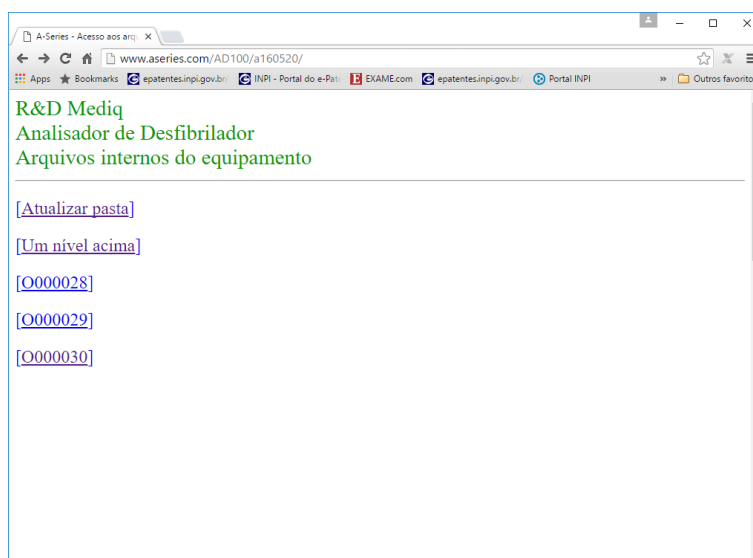 A-Series - Acesso aos arq
www.aseries.com/AD100/a160520/
Apps Bookmarks epatentes.inpi.gov.br/ INPI - Portal do e-Pat EXAME.com epatentes.inpi.gov.br/ Portal INPI » Outros favorito
R&D Mediq
Analisador de Desfibrilador
Arquivos internos do equipamento
[Atualizar pasta]
[Um nível acima]
[O000028]
[O000029]
[O000030]